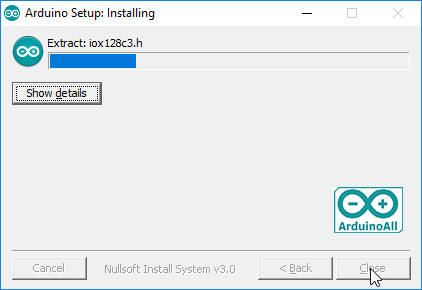 Arduino Setup: Installing
Extract: iox128c3.h
Show details
ArduinoAll
Cancel
Nullsoft Install System v3.0
< Back
Close